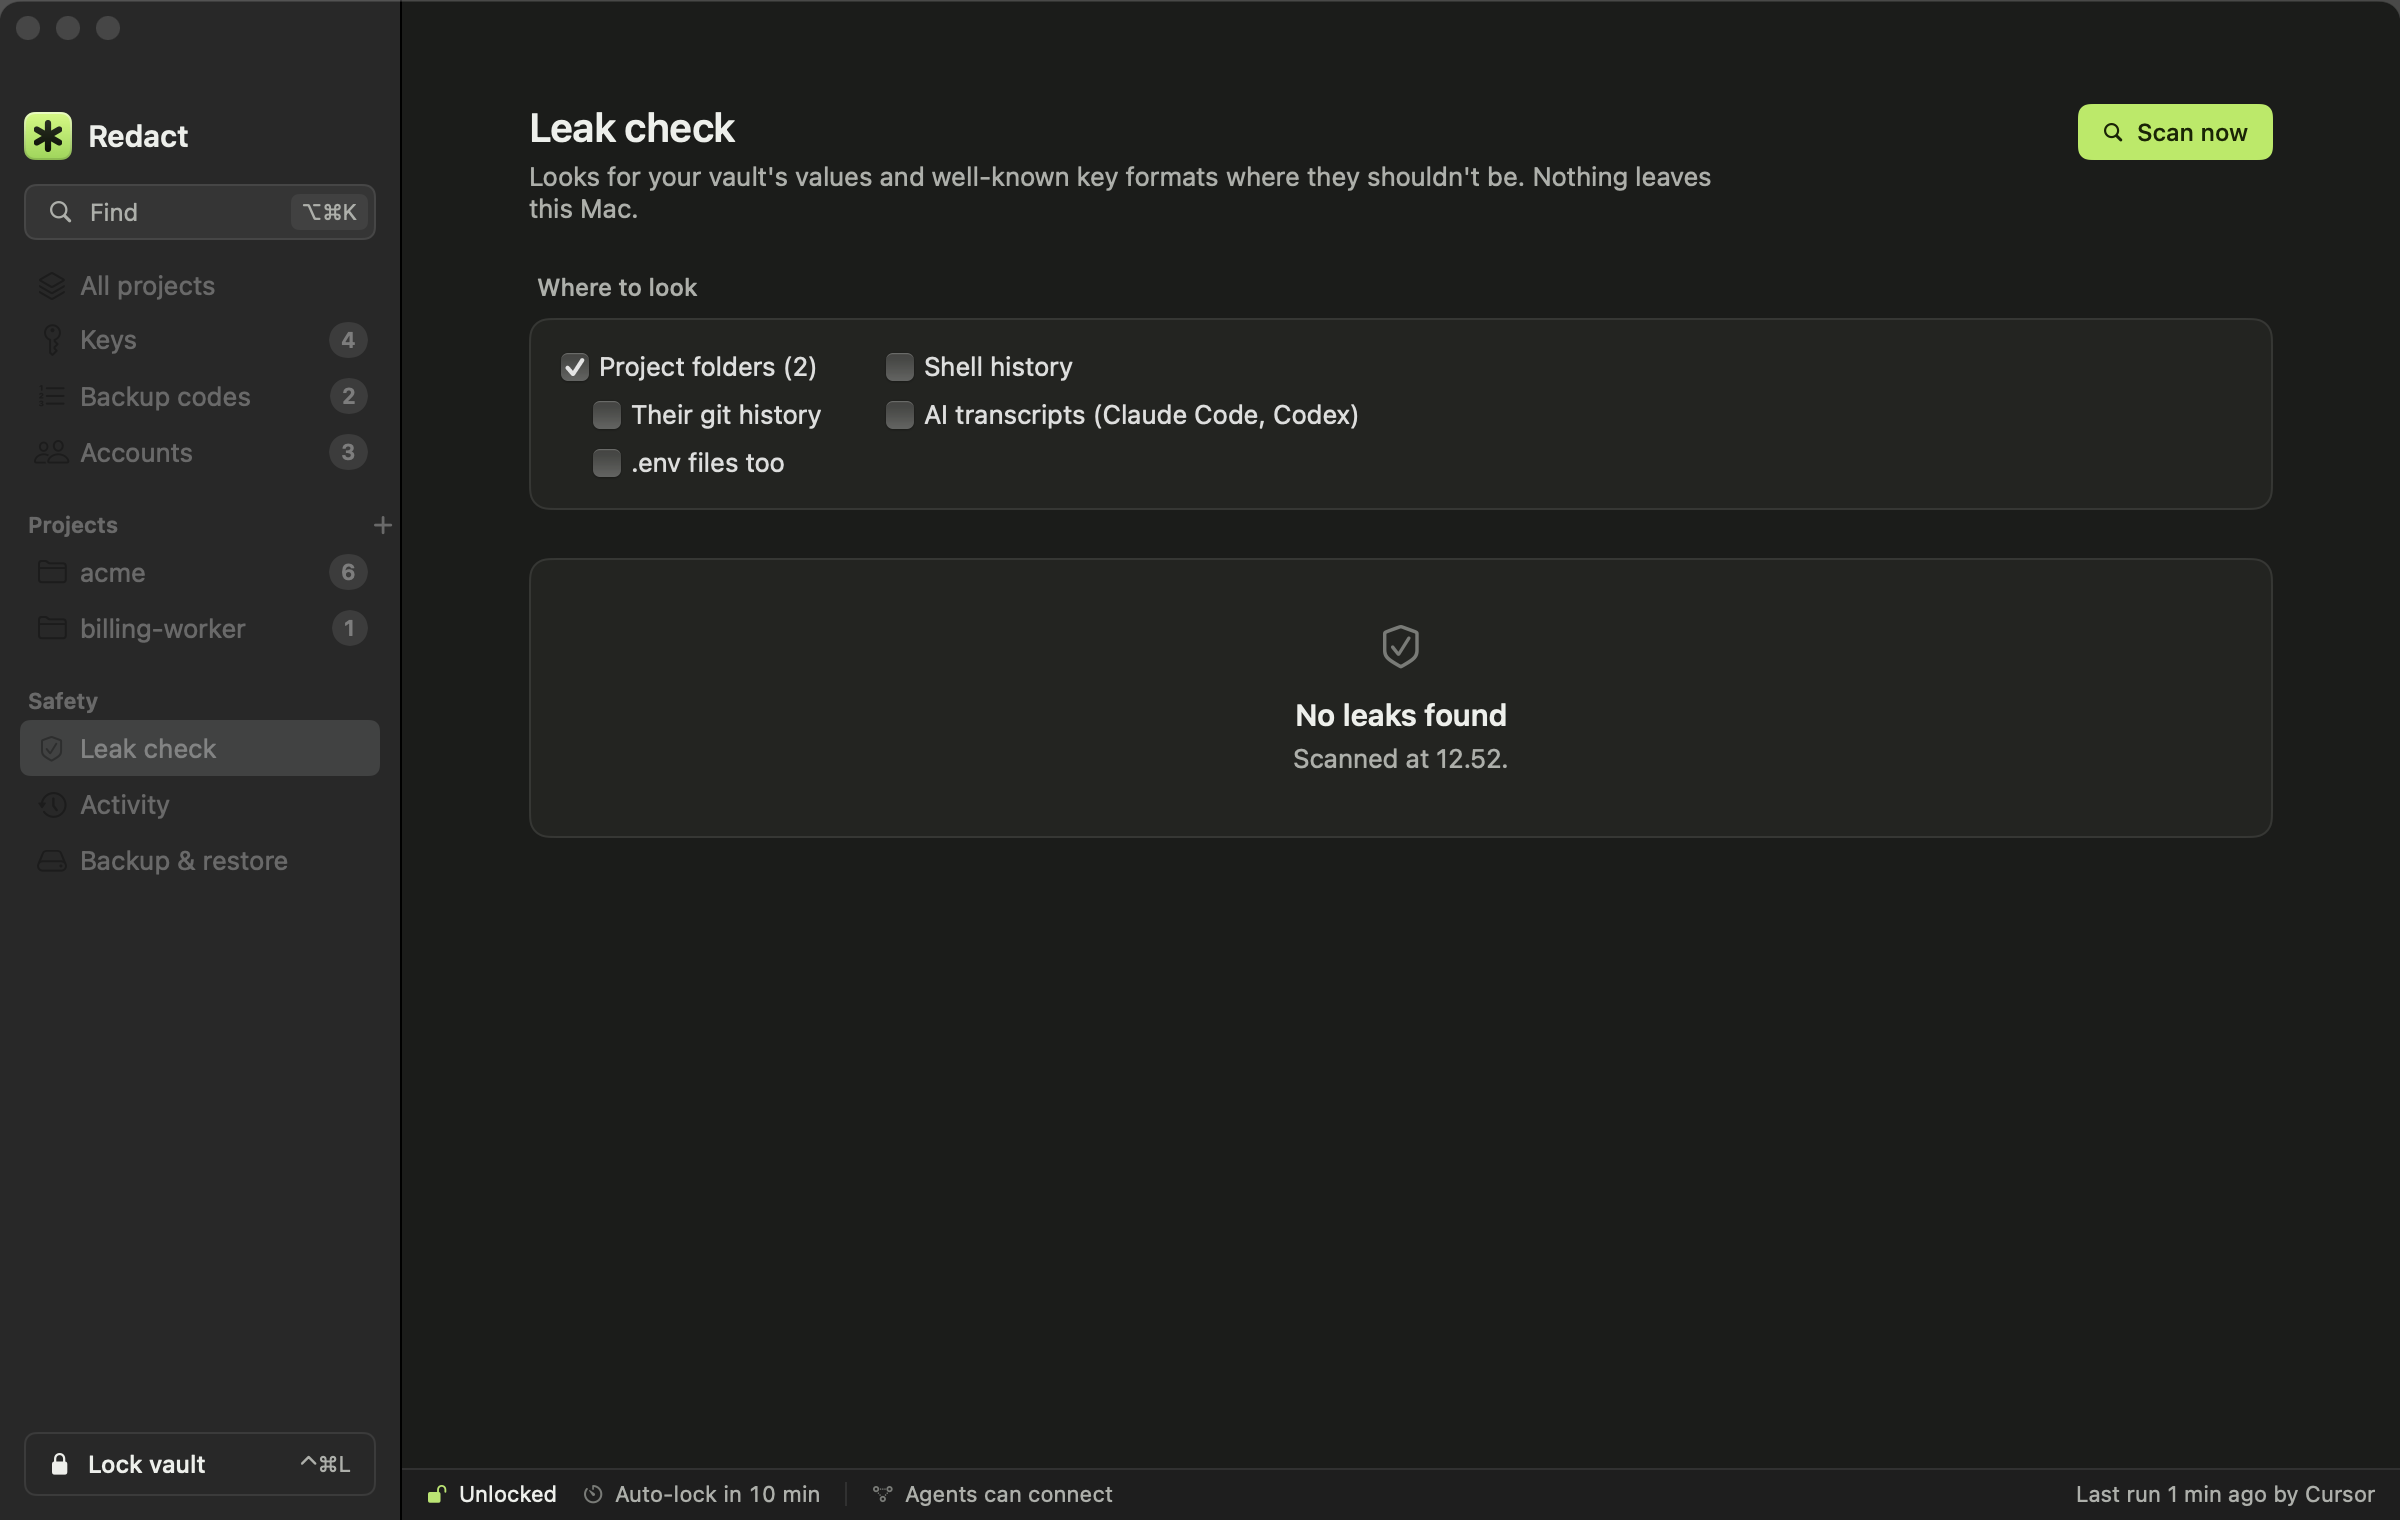 Redact
Find ⌥⌘K
All projects
Keys 4
Backup codes 2
Accounts 3
Projects +
acme 6
billing-worker 1
Safety
Leak check
Activity
Backup & restore
Lock vault ^⌘L
Leak check
Scan now
Looks for your vault's values and well-known key formats where they shouldn't be. Nothing leaves
this Mac.
Where to look
Project folders (2)
Shell history
Their git history
AI transcripts (Claude Code, Codex)
.env files too
No leaks found
Scanned at 12.52.
Unlocked
Auto-lock in 10 min
Agents can connect
Last run 1 min ago by Cursor